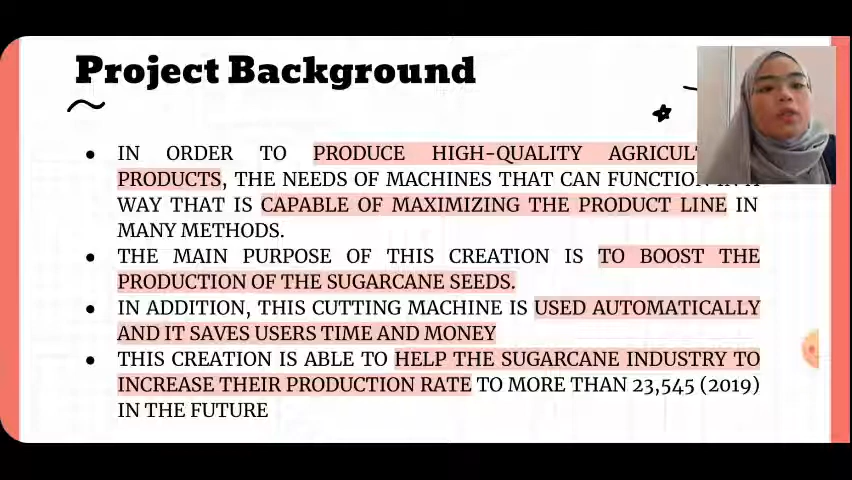 Project Background
• IN ORDER TO PRODUCE HIGH-QUALITY
PRODUCTS, THE NEEDS OF MACHINES THAT CAN FUNCTION IN A
WAY THAT IS CAPABLE OF MAXIMIZING THE PRODUCT LINE IN
MANY METHODS.
• THE MAIN PURPOSE OF THIS CREATION IS TO BOOST THE
PRODUCTION OF THE SUGARCANE SEEDS.
• IN ADDITION, THIS CUTTING MACHINE IS USED AUTOMATICALLY
AND IT SAVES USERS TIME AND MONEY
• THIS CREATION IS ABLE TO HELP THE SUGARCANE INDUSTRY TO
INCREASE THEIR PRODUCTION RATE TO MORE THAN 23,545 (2019)
IN THE FUTURE